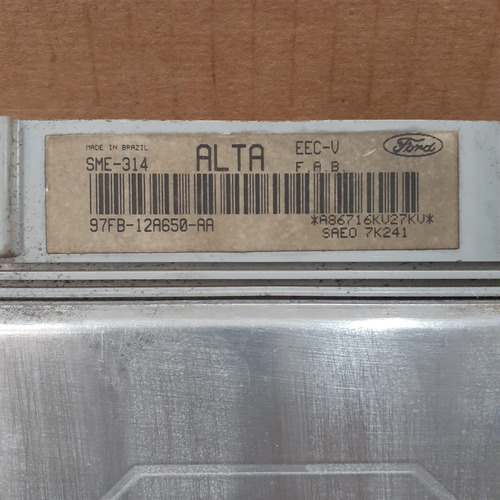 MADE IN BRAZIL
SME-314 ALTA EEC-V Ford
F.A.B.
97FB-12A650-AA *A86716KV27KV*
SAEO 7K241